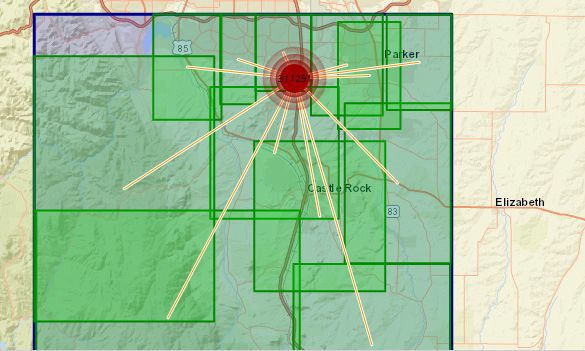 85
Parker
Castle Rock
83
Elizabeth